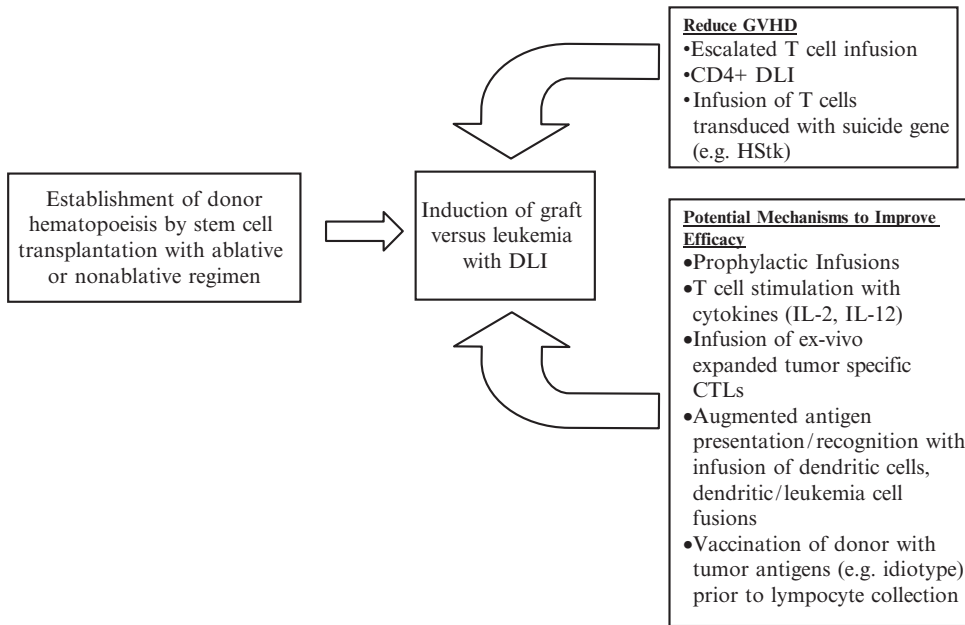 Establishment of donor
hematopoeisis by stem cell
transplantation with ablative
or nonablative regimen
Induction of graft
versus leukemia
with DLI
Reduce GVHD
•Escalated T cell infusion
•CD4+ DLI
•Infusion of T cells
transduced with suicide gene
(e.g. HStk)
Potential Mechanisms to Improve
Efficacy
•Prophylactic Infusions
•T cell stimulation with
cytokines (IL-2, IL-12)
•Infusion of ex-vivo
expanded tumor specific
CTLs
•Augmented antigen
presentation/recognition with
infusion of dendritic cells,
dendritic/leukemia cell
fusions
•Vaccination of donor with
tumor antigens (e.g. idiotype)
prior to lympocyte collection